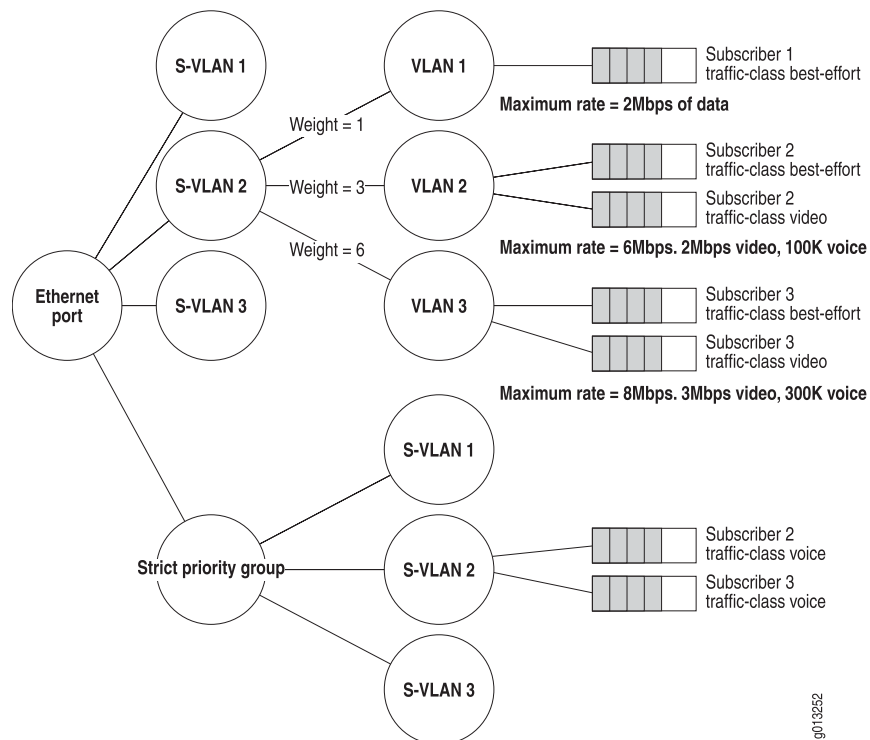 S-VLAN 1
VLAN 1
Subscriber 1
traffic-class best-effort
Maximum rate = 2Mbps of data
Weight = 1
S-VLAN 2
Weight = 3
VLAN 2
Subscriber 2
traffic-class best-effort
Subscriber 2
traffic-class video
Maximum rate = 6Mbps. 2Mbps video, 100K voice
Weight = 6
Ethernet
port
S-VLAN 3
VLAN 3
Subscriber 3
traffic-class best-effort
Subscriber 3
traffic-class video
Maximum rate = 8Mbps. 3Mbps video, 300K voice
S-VLAN 1
Strict priority group
S-VLAN 2
Subscriber 2
traffic-class voice
Subscriber 3
traffic-class voice
S-VLAN 3
g013252